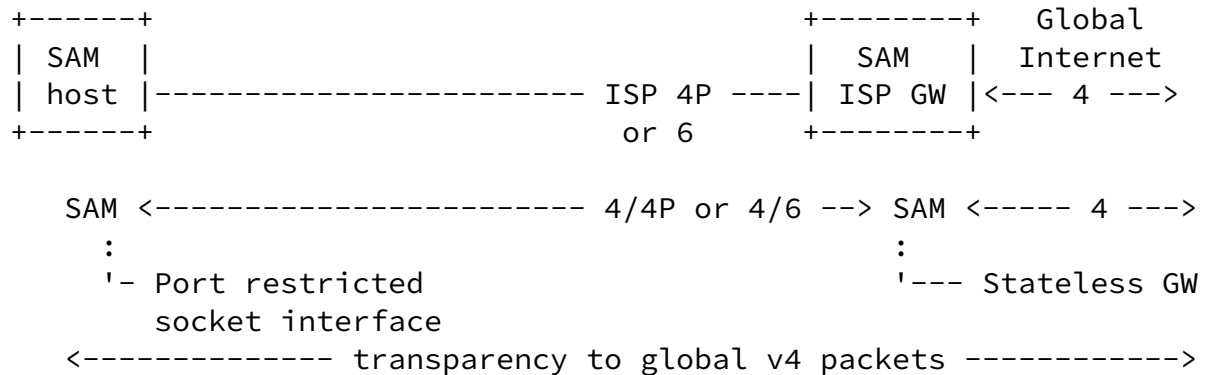 +------+                                 +--------+   Global
| SAM  |                                 |  SAM   |  Internet
| host |----------------------- ISP 4P ----| ISP GW |<--- 4 --->
+------+                         or 6      +--------+

   SAM <----------------------- 4/4P or 4/6 --> SAM <----- 4 --->
     :                                           :
     '- Port restricted                          '--- Stateless GW
        socket interface
   <-------------- transparency to global v4 packets ------------>